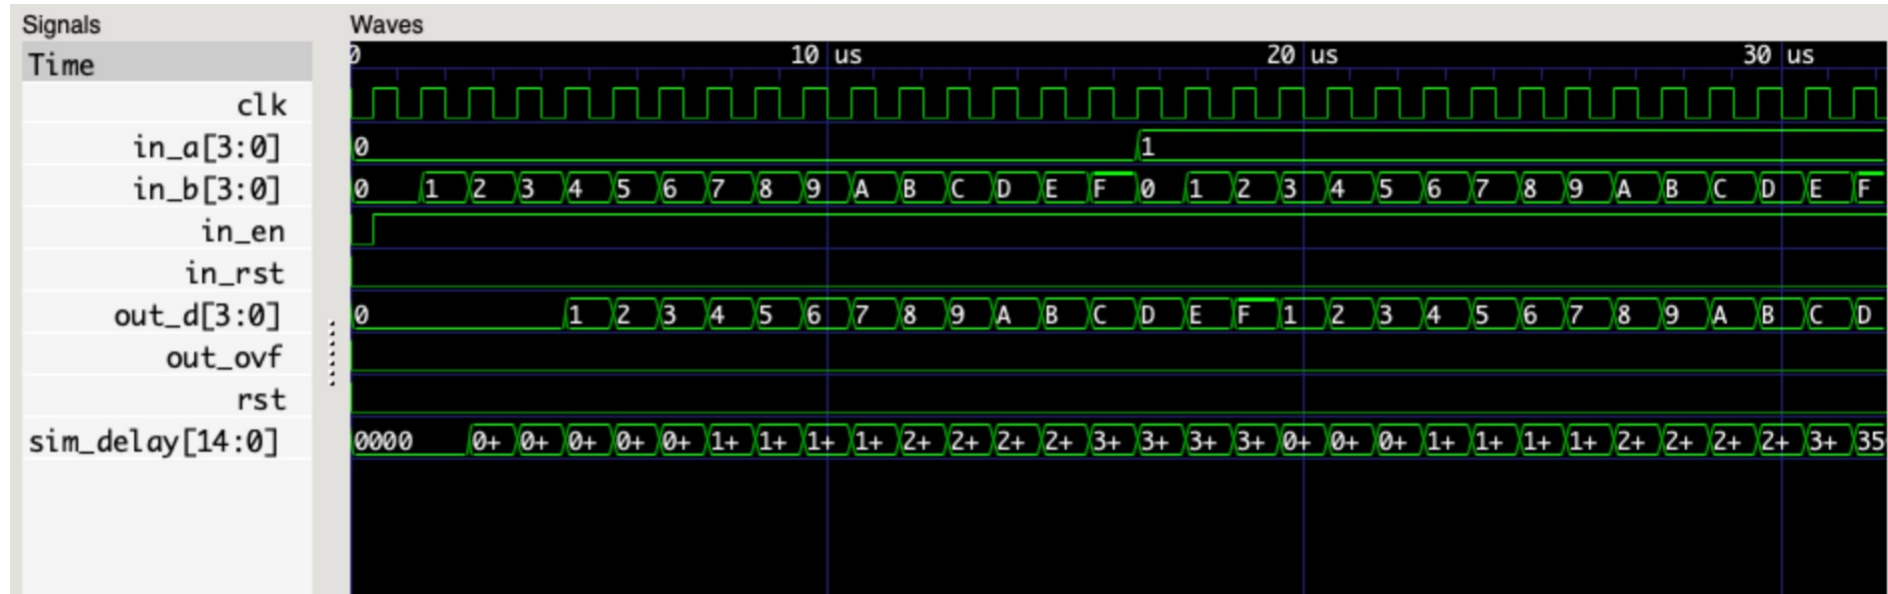 Signals Waves
Time 0 10 us 20 us 30 us
clk
in_a[3:0] 0 1
in_b[3:0] 0 1 2 3 4 5 6 7 8 9 A B C D E F 0 1 2 3 4 5 6 7 8 9 A B C D E F
in_en
in_rst
out_d[3:0] 0 1 2 3 4 5 6 7 8 9 A B C D E F 1 2 3 4 5 6 7 8 9 A B C D
out_ovf
rst
sim_delay[14:0] 0000 0+ 0+ 0+ 0+ 0+ 1+ 1+ 1+ 1+ 2+ 2+ 2+ 2+ 3+ 3+ 3+ 3+ 0+ 0+ 0+ 1+ 1+ 1+ 1+ 2+ 2+ 2+ 2+ 3+ 35